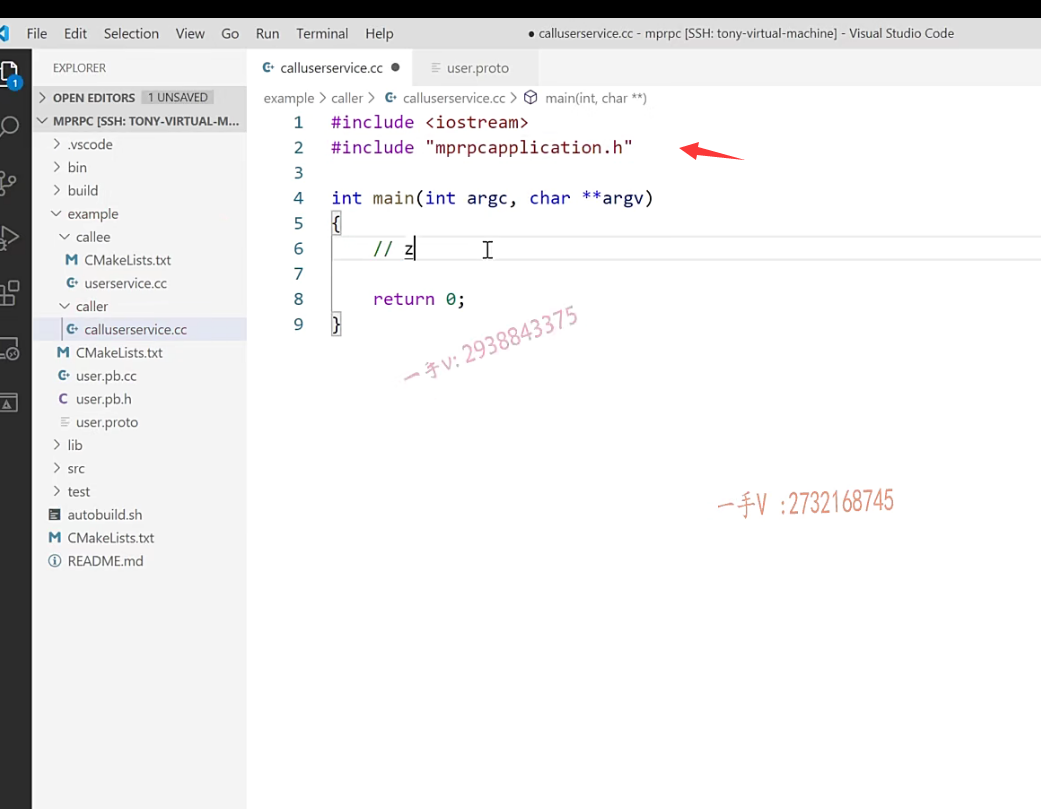 File Edit Selection View Go Run Terminal Help ● calluserservice.cc - mprpc [SSH: tony-virtual-machine] - Visual Studio Code
EXPLORER
calluserservice.cc ●
user.proto
OPEN EDITORS 1 UNSAVED
example > caller > calluserservice.cc > main(int, char **)
MPRPC [SSH: TONY-VIRTUAL-M...
.vscode
bin
build
example
callee
CMakeLists.txt
userservice.cc
caller
calluserservice.cc
CMakeLists.txt
user.pb.cc
user.pb.h
user.proto
lib
src
test
autobuild.sh
CMakeLists.txt
README.md
1
1 #include <iostream>
2 #include "mprpcapplication.h"
3
4 int main(int argc, char **argv)
5 {
6 // z
7
8 return 0;
9 }
一手v: 2938843375
一手V :2732168745